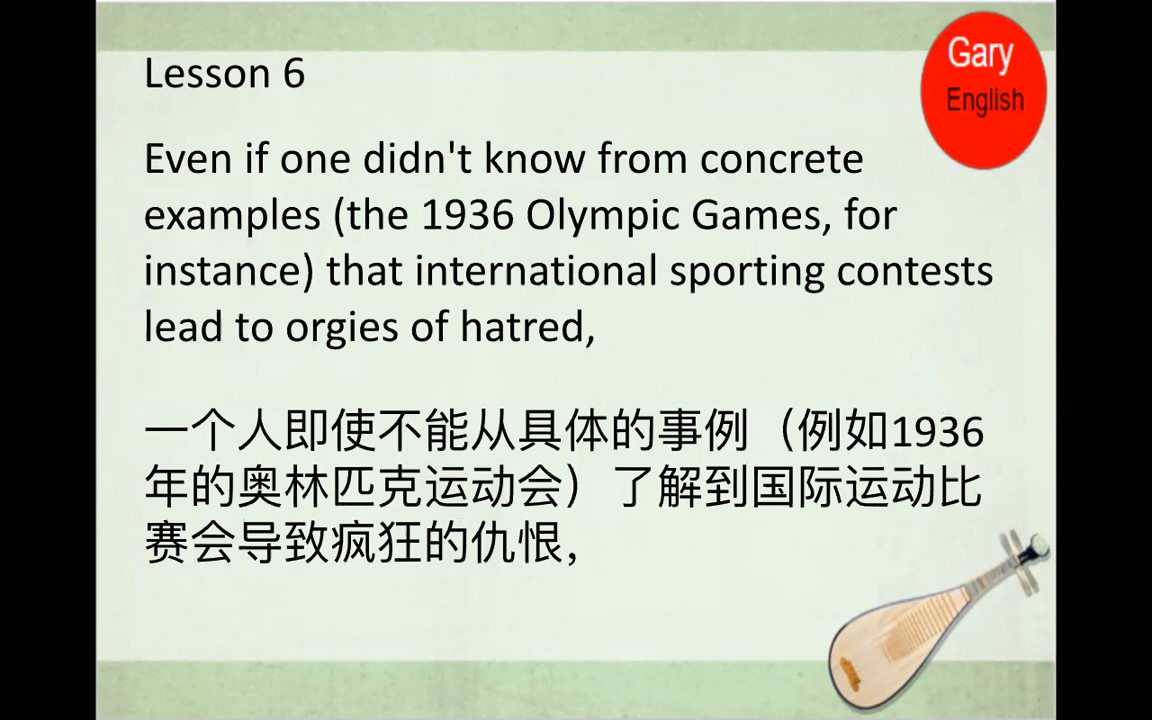 Gary
English
Lesson 6
Even if one didn't know from concrete
examples (the 1936 Olympic Games, for
instance) that international sporting contests
lead to orgies of hatred,
一个人即使不能从具体的事例（例如1936
年的奥林匹克运动会）了解到国际运动比
赛会导致疯狂的仇恨，